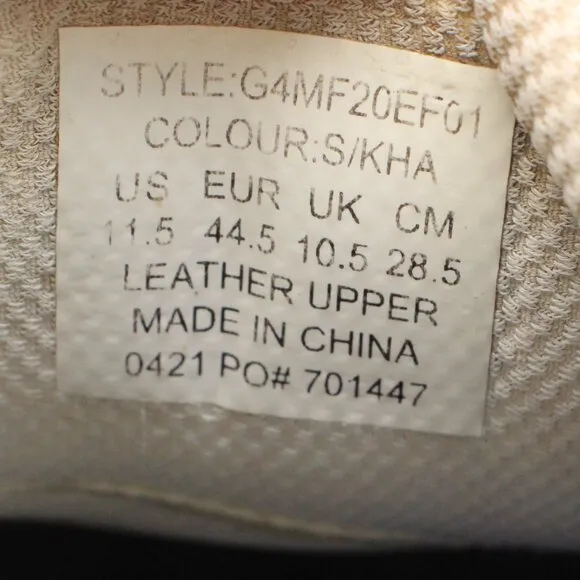 STYLE:G4MF20EF01
COLOUR:S/KHA
US EUR UK CM
11.5 44.5 10.5 28.5
LEATHER UPPER
MADE IN CHINA
0421 PO# 701447